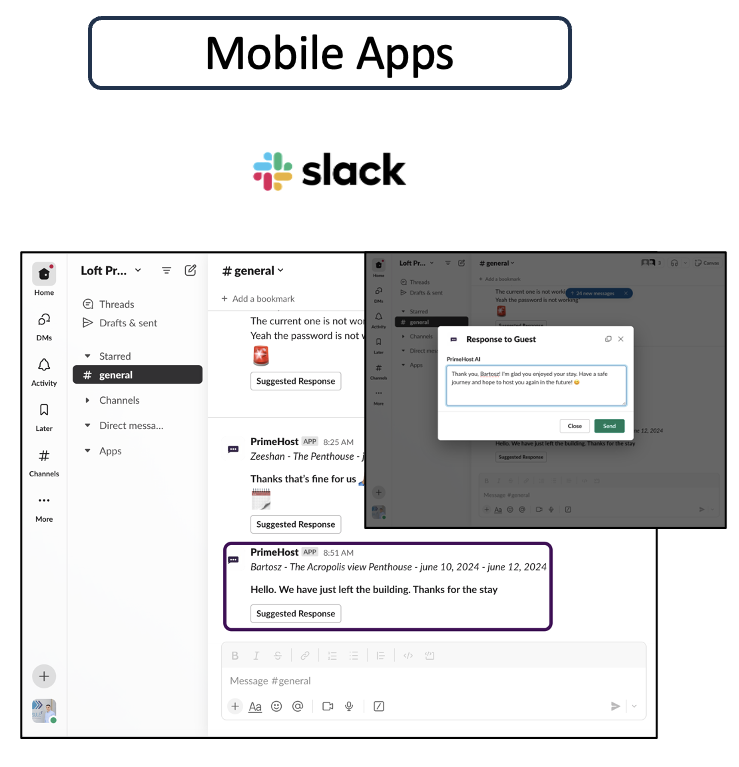 Mobile Apps
slack
Loft Pr...
Home
DMs
Activity
Later
Channels
More
Threads
Drafts & sent
Starred
# general
Channels
Direct messa...
Apps
# general
+ Add a bookmark
The current one is not wor
Yeah the password is not
Suggested Response
PrimeHost APP 8:25 AM
Zeeshan - The Penthouse -
Thanks that's fine for us
Suggested Response
PrimeHost APP 8:51 AM
Bartosz - The Acropolis view Penthouse - june 10, 2024 - june 12, 2024
Hello. We have just left the building. Thanks for the stay
Suggested Response
Message #general
Loft Pr...
Home
DMs
Activity
Later
Channels
More
Threads
Drafts & sent
Starred
# general
Channels
Direct mess
Apps
# general
3
Canvas
+ Add a bookmark
The current one is not work
Yeah the password is not working
34 new messages
Suggested Response
Response to Guest
PrimeHost AI
Thank you, Bartosz! I'm glad you enjoyed your stay. Have a safe
journey and hope to host you again in the future! 😊
Close
Send
ne 12, 2024
Hello. We have just left the building. Thanks for the stay
Suggested Response
Message #general